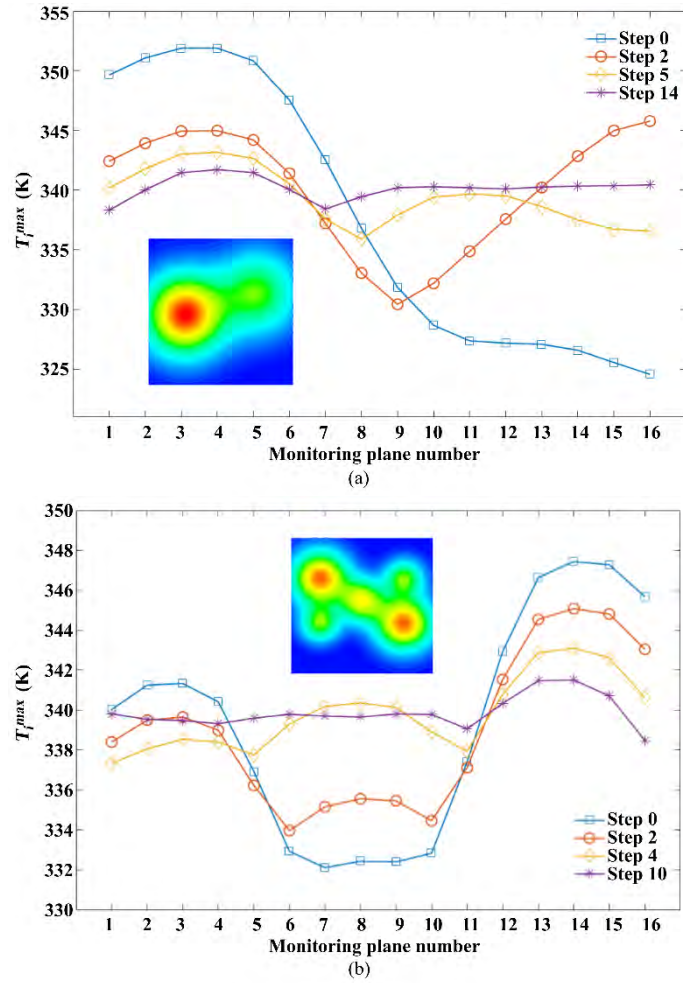 355
350
345
340
335
330
325
T_i^max (K)
Step 0
Step 2
Step 5
Step 14
1 2 3 4 5 6 7 8 9 10 11 12 13 14 15 16
Monitoring plane number
(a)
350
348
346
344
342
340
338
336
334
332
330
T_i^max (K)
Step 0
Step 2
Step 4
Step 10
1 2 3 4 5 6 7 8 9 10 11 12 13 14 15 16
Monitoring plane number
(b)